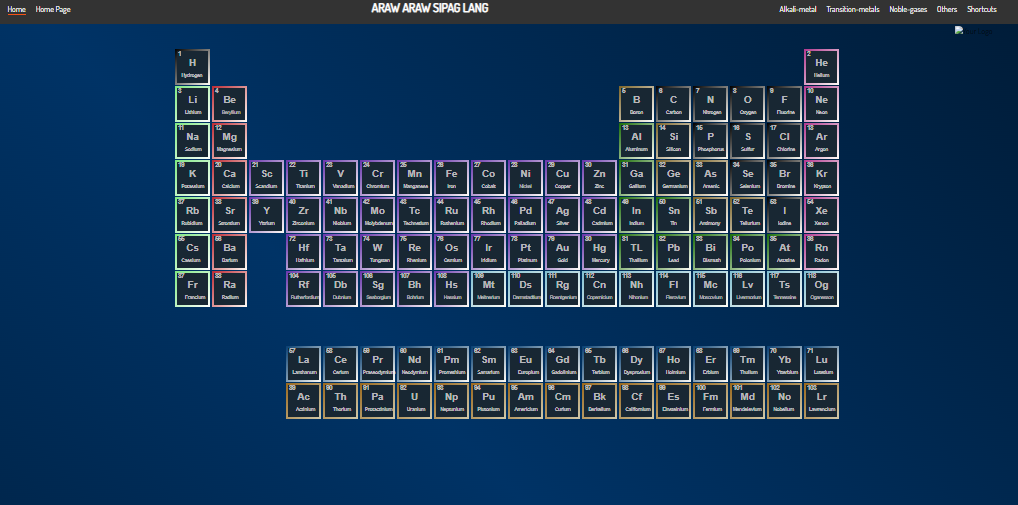 Home Home Page ARAW ARAW SIPAG LANG Alkali-metal Transition-metals Noble-gases Others Shortcuts
1 2
H He
Hydrogen Helium
3 4 5 6 7 8 9 10
Li Be B C N O F Ne
Lithium Beryllium Boron Carbon Nitrogen Oxygen Fluorine Neon
11 12 13 14 15 16 17 18
Na Mg Al Si P S Cl Ar
Sodium Magnesium Aluminum Silicon Phosphorus Sulfur Chlorine Argon
19 20 21 22 23 24 25 26 27 28 29 30 31 32 33 34 35 36
K Ca Sc Ti V Cr Mn Fe Co Ni Cu Zn Ga Ge As Se Br Kr
Potassium Calcium Scandium Titanium Vanadium Chromium Manganese Iron Cobalt Nickel Copper Zinc Gallium Germanium Arsenic Selenium Bromine Krypton
37 38 39 40 41 42 43 44 45 46 47 48 49 50 51 52 53 54
Rb Sr Y Zr Nb Mo Tc Ru Rh Pd Ag Cd In Sn Sb Te I Xe
Rubidium Stronium Yttrium Zirconium Niobium Molybdenum Technetium Ruthenium Rhodium Palladium Silver Cadmium Indium Tin Antimony Tellurium Iodine Xenon
55 56 72 73 74 75 76 77 78 79 80 31 32 33 34 35 86
Cs Ba Hf Ta W Re Os Ir Pt Au Hg TL Pb Bi Po At Rn
Caesium Barium Hafnium Tantalum Tungsten Rhenium Osmium Iridium Platinum Gold Mercury Thallium Lead Bismuth Polonium Astatine Radon
87 88 104 105 106 107 108 109 110 111 112 113 114 115 116 117 118
Fr Ra Rf Db Sg Bh Hs Mt Ds Rg Cn Nh Fl Mc Lv Ts Og
Francium Radium Rutherfordium Dubnium Seaborgium Bohrium Hassium Meitnerium Darmstadtium Roentgenium Copernicium Nihonium Flerovium Moscovium Livermorium Tennessine Oganesson
57 58 59 60 61 62 63 64 65 66 67 68 69 70 71
La Ce Pr Nd Pm Sm Eu Gd Tb Dy Ho Er Tm Yb Lu
Lanthanum Cerium Praseodymium Neodymium Promethium Samarium Europium Gadolinium Terbium Dysprosium Holmium Erbium Thulium Ytterbium Lutetium
89 90 91 92 93 94 95 96 97 98 99 100 101 102 103
Ac Th Pa U Np Pu Am Cm Bk Cf Es Fm Md No Lr
Actinium Thorium Protactinium Uranium Neptunium Plutonium Americium Curium Berkelium Californium Einsteinium Fermium Mendelevium Nobelium Lawrencium